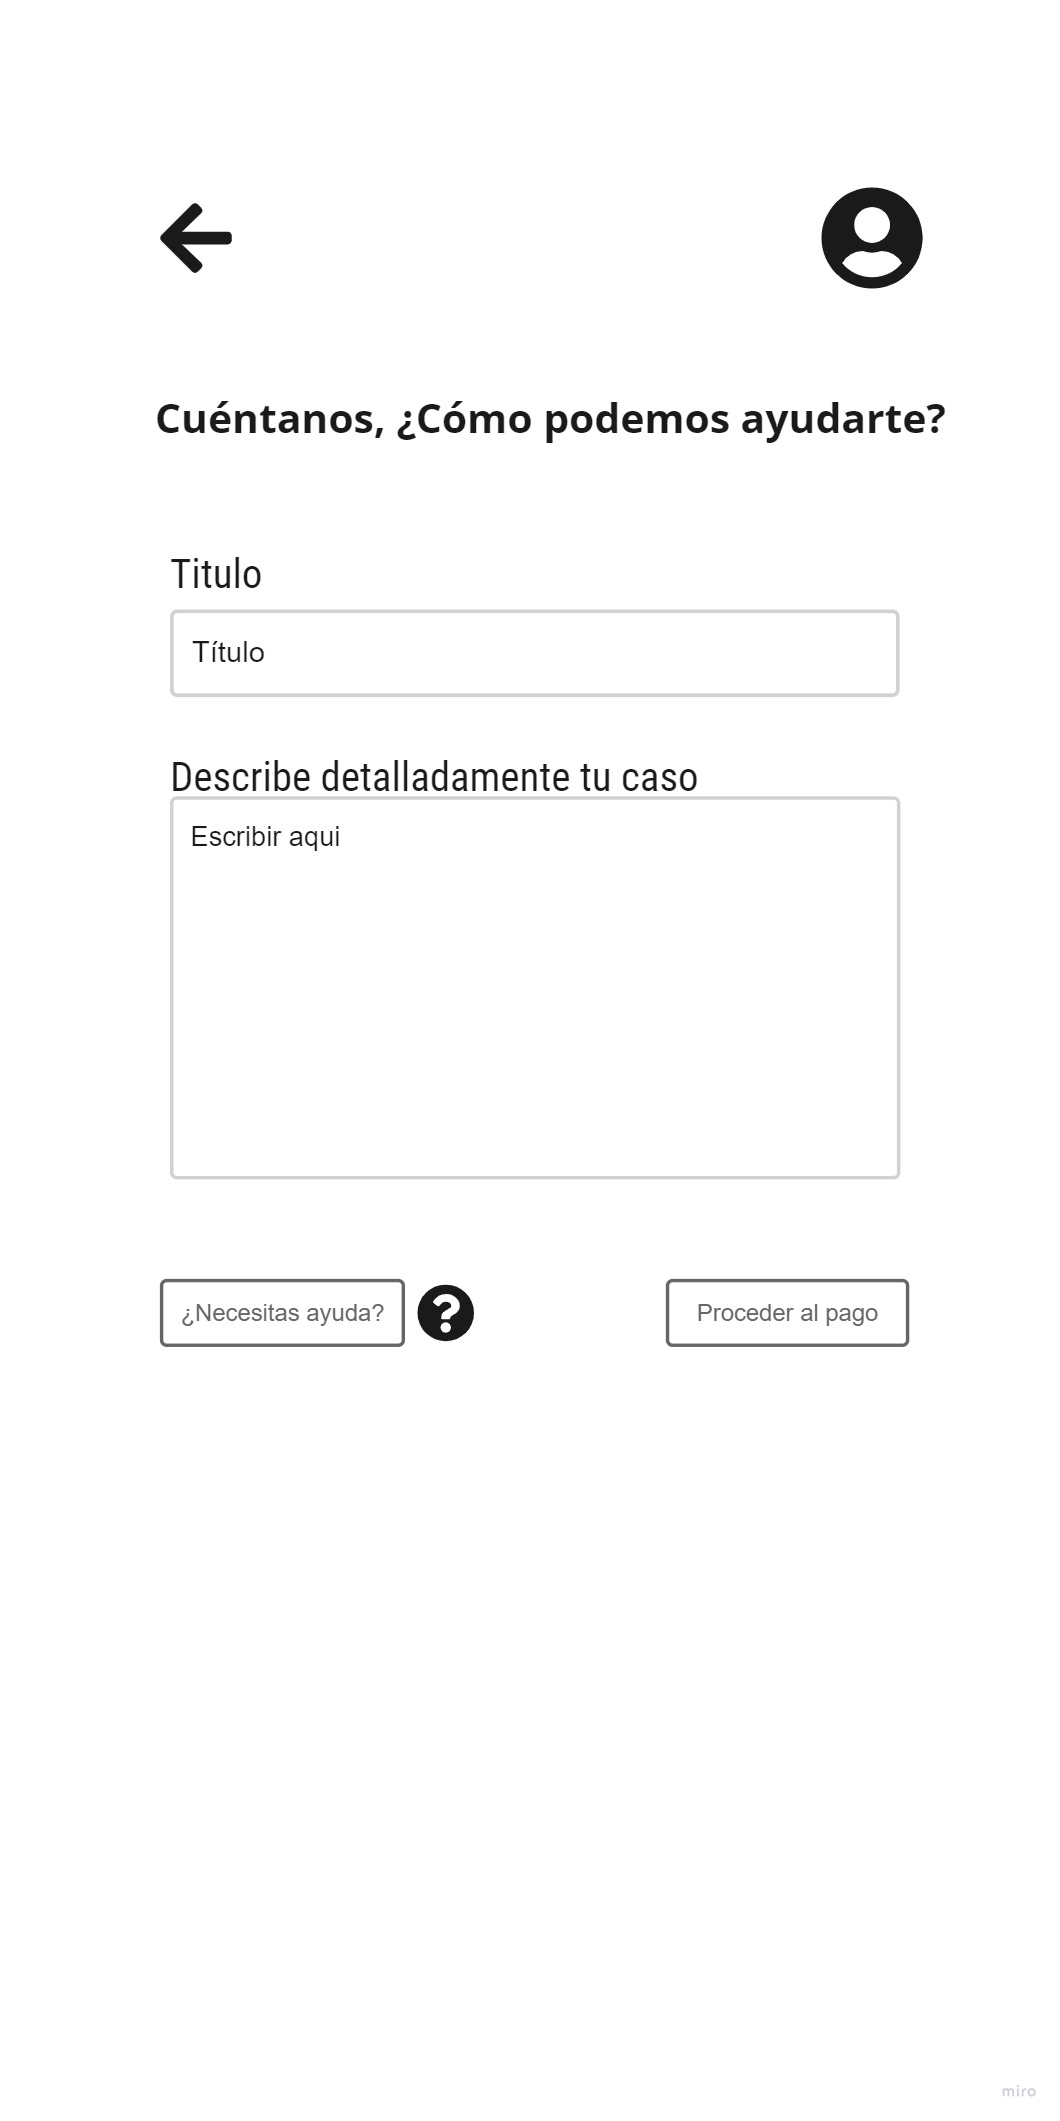 Cuéntanos, ¿Cómo podemos ayudarte?
Titulo
Título
Describe detalladamente tu caso
Escribir aqui
¿Necesitas ayuda? ?
Proceder al pago
miro